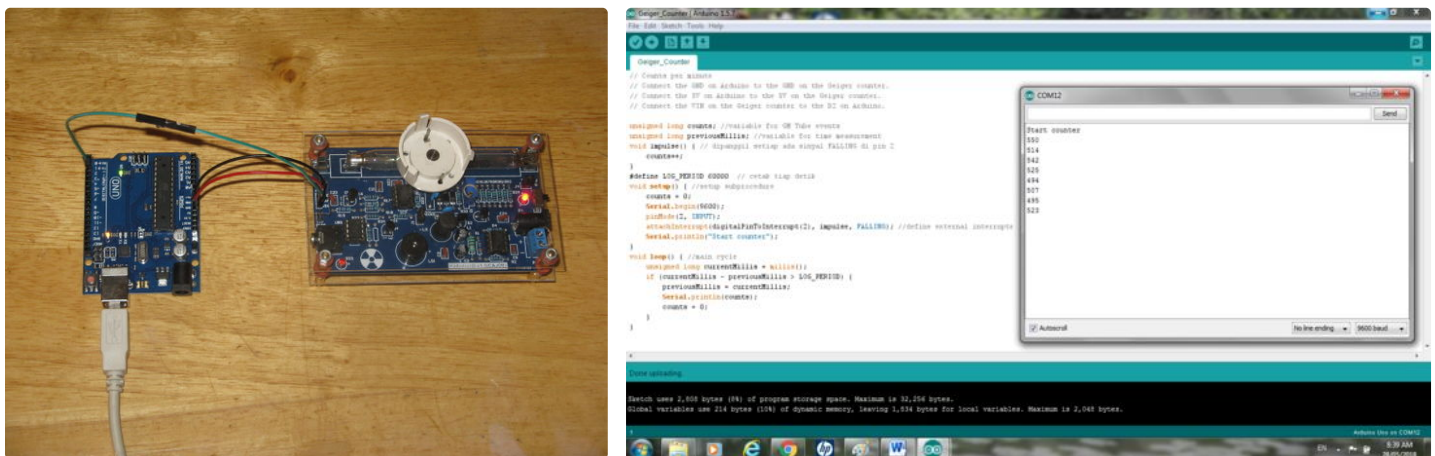 UNO
Geiger_Counter | Arduino 1.5.
File Edit Sketch Tools Help
Geiger_Counter
// Counts per minute
// Connect the GND on Arduino to the GND on the Geiger counter.
// Connect the 5V on Arduino to the 5V on the Geiger counter.
// Connect the VIN on the Geiger counter to the D2 on Arduino.
unsigned long counts; //variable for GM Tube events
unsigned long previousMillis; //variable for time measurement
void impulse() { // dipanggil setiap ada sinyal FALLING di pin 2
counts++;
}
#define LOG_PERIOD 60000 // cetak tiap detik
void setup() { //setup subprocedure
counts = 0;
Serial.begin(9600);
pinMode(2, INPUT);
attachInterrupt(digitalPinToInterrupt(2), impulse, FALLING); //define external interrupts
Serial.println("Start counter");
}
void loop() { //main cycle
unsigned long currentMillis = millis();
if (currentMillis - previousMillis > LOG_PERIOD) {
previousMillis = currentMillis;
Serial.println(counts);
counts = 0;
}
}
COM12
Send
Start counter
550
514
542
525
494
507
495
523
Autoscroll
No line ending
9600 baud
Done uploading.
Sketch uses 2,808 bytes (8%) of program storage space. Maximum is 32,256 bytes.
Global variables use 214 bytes (10%) of dynamic memory, leaving 1,834 bytes for local variables. Maximum is 2,048 bytes.
1
Arduino Uno on COM12
EN
8:39 AM